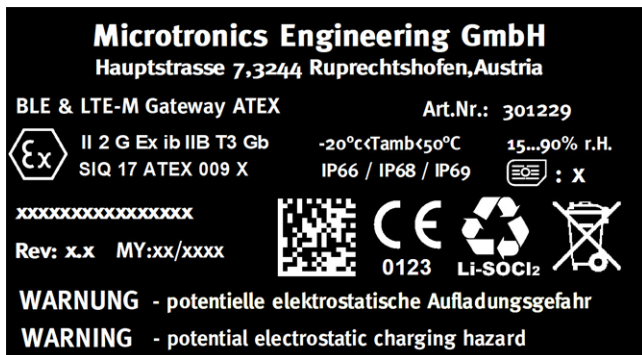 Microtronics Engineering GmbH
Hauptstrasse 7,3244 Ruprechtshofen,Austria
BLE & LTE-M Gateway ATEX Art.Nr.: 301229
Ex II 2 G Ex ib IIB T3 Gb -20°C<Tamb<50°C 15...90% r.H.
SIQ 17 ATEX 009 X IP66 / IP68 / IP69 : X
xxxxxxxxxxxxxxxx
Rev: x.x MY:xx/xxxx CE 0123 Li-SOCl₂
WARNUNG - potentielle elektrostatische Aufladungsgefahr
WARNING - potential electrostatic charging hazard